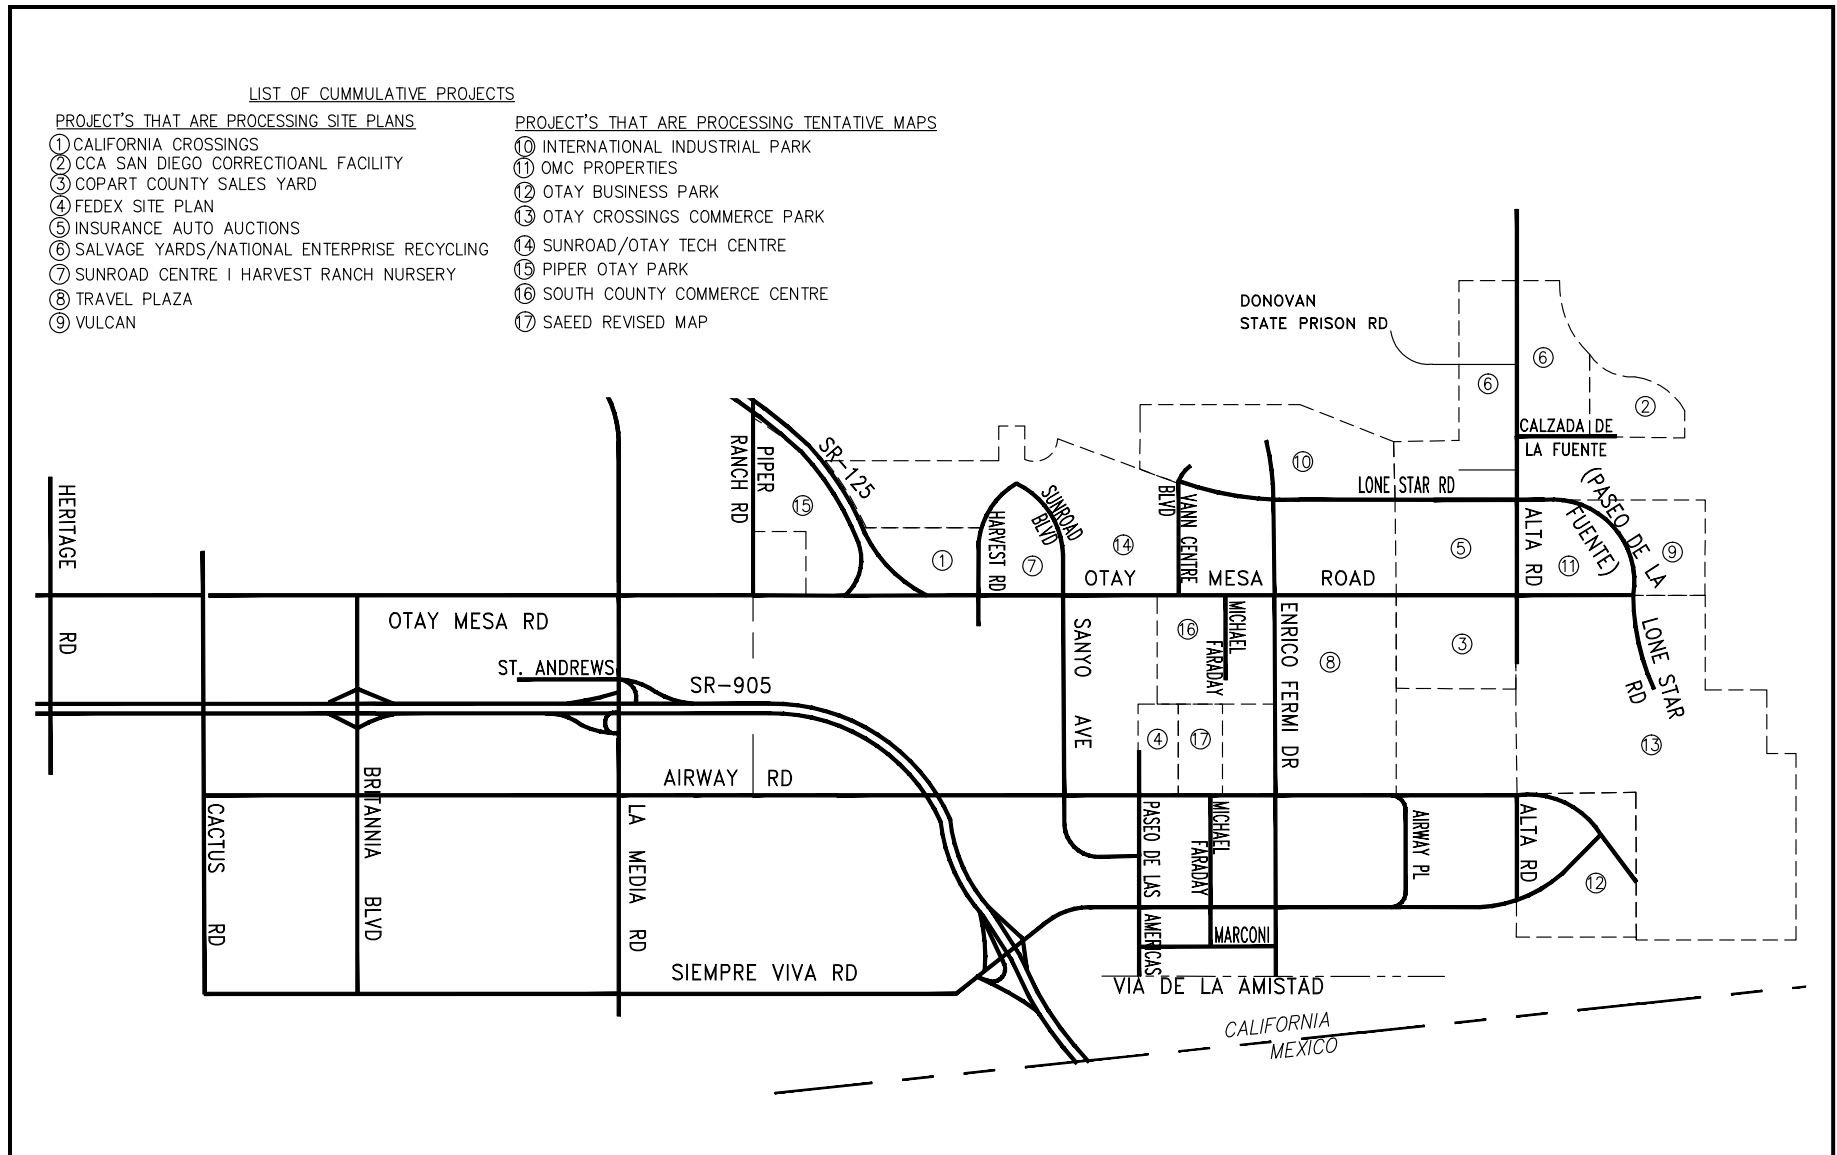 LIST OF CUMMULATIVE PROJECTS
PROJECT'S THAT ARE PROCESSING SITE PLANS
1 CALIFORNIA CROSSINGS
2 CCA SAN DIEGO CORRECTIOANL FACILITY
3 COPART COUNTY SALES YARD
4 FEDEX SITE PLAN
5 INSURANCE AUTO AUCTIONS
6 SALVAGE YARDS/NATIONAL ENTERPRISE RECYCLING
7 SUNROAD CENTRE I HARVEST RANCH NURSERY
8 TRAVEL PLAZA
9 VULCAN
PROJECT'S THAT ARE PROCESSING TENTATIVE MAPS
10 INTERNATIONAL INDUSTRIAL PARK
11 OMC PROPERTIES
12 OTAY BUSINESS PARK
13 OTAY CROSSINGS COMMERCE PARK
14 SUNROAD/OTAY TECH CENTRE
15 PIPER OTAY PARK
16 SOUTH COUNTY COMMERCE CENTRE
17 SAEED REVISED MAP
DONOVAN
STATE PRISON RD
6
6
2
CALZADA DE
LA FUENTE
PIPER
RANCH RD
SR-125
15
10
LONE STAR RD
(PASEO DE LA
FUENTE)
HERITAGE RD
HARVEST RD
SUNROAD
BLVD
VANN CENTRE
BLVD
ALTA RD
1
7
14
5
11
9
OTAY MESA ROAD
OTAY MESA RD
SANYO AVE
16
MICHAEL
FARADAY
ENRICO FERMI DR
8
3
LONE STAR
RD
ST. ANDREWS
SR-905
4
17
13
AIRWAY RD
CACTUS RD
BRITANNIA BLVD
LA MEDIA RD
PASEO DE LAS AMERICAS
MICHAEL
FARADAY
AIRWAY PL
ALTA RD
12
MARCONI
SIEMPRE VIVA RD
VIA DE LA AMISTAD
CALIFORNIA
MEXICO